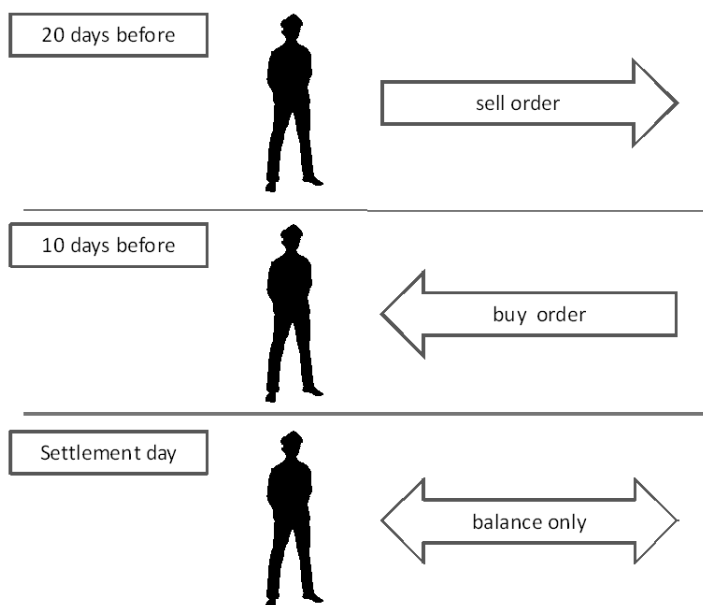 20 days before
sell order
10 days before
buy order
Settlement day
balance only